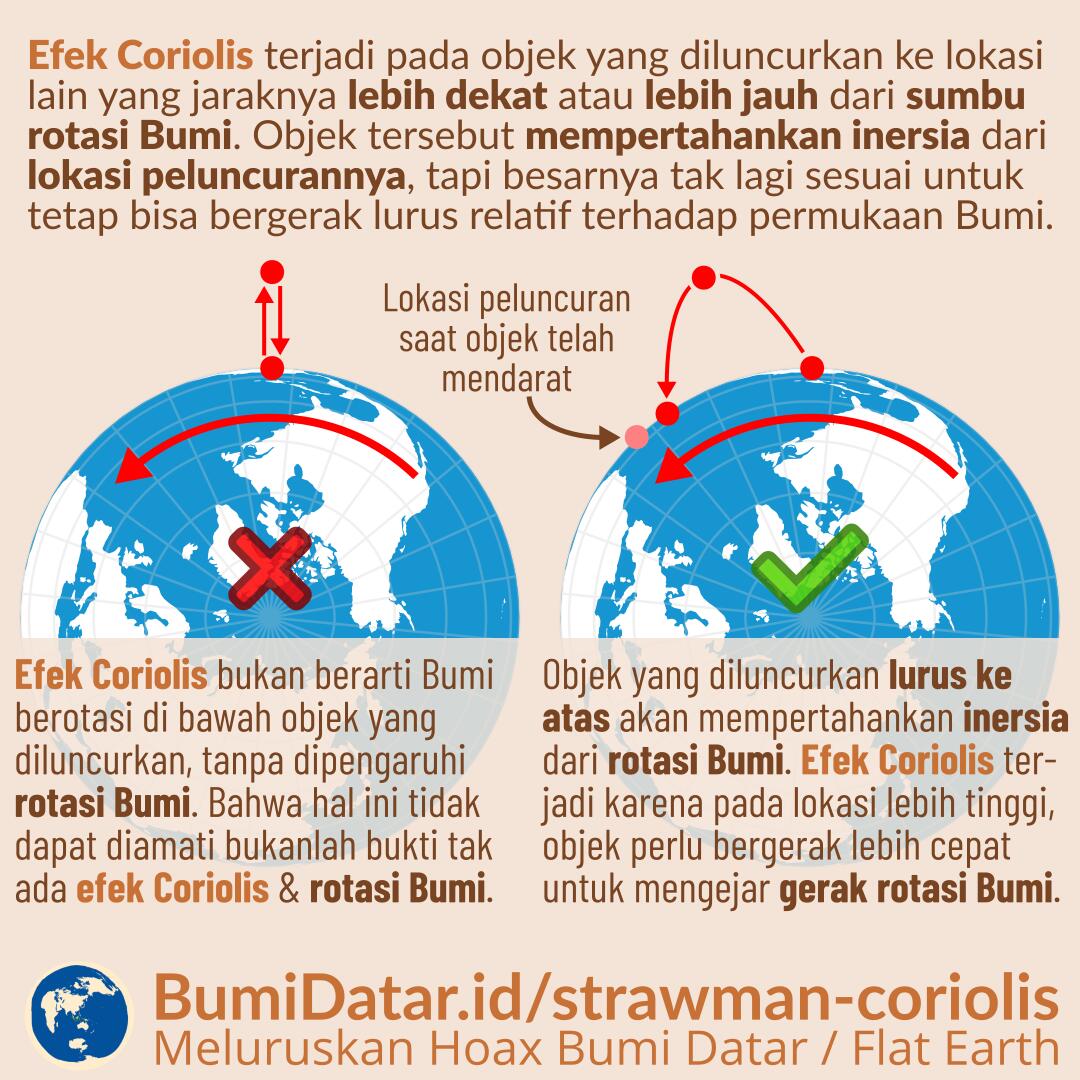 Efek Coriolis terjadi pada objek yang diluncurkan ke lokasi
lain yang jaraknya lebih dekat atau lebih jauh dari sumbu
rotasi Bumi. Objek tersebut mempertahankan inersia dari
lokasi peluncurannya, tapi besarnya tak lagi sesuai untuk
tetap bisa bergerak lurus relatif terhadap permukaan Bumi.
Lokasi peluncuran
saat objek telah
mendarat
Efek Coriolis bukan berarti Bumi
berotasi di bawah objek yang
diluncurkan, tanpa dipengaruhi
rotasi Bumi. Bahwa hal ini tidak
dapat diamati bukanlah bukti tak
ada efek Coriolis & rotasi Bumi.
Objek yang diluncurkan lurus ke
atas akan mempertahankan inersia
dari rotasi Bumi. Efek Coriolis ter-
jadi karena pada lokasi lebih tinggi,
objek perlu bergerak lebih cepat
untuk mengejar gerak rotasi Bumi.
BumiDatar.id/strawman-coriolis
Meluruskan Hoax Bumi Datar / Flat Earth